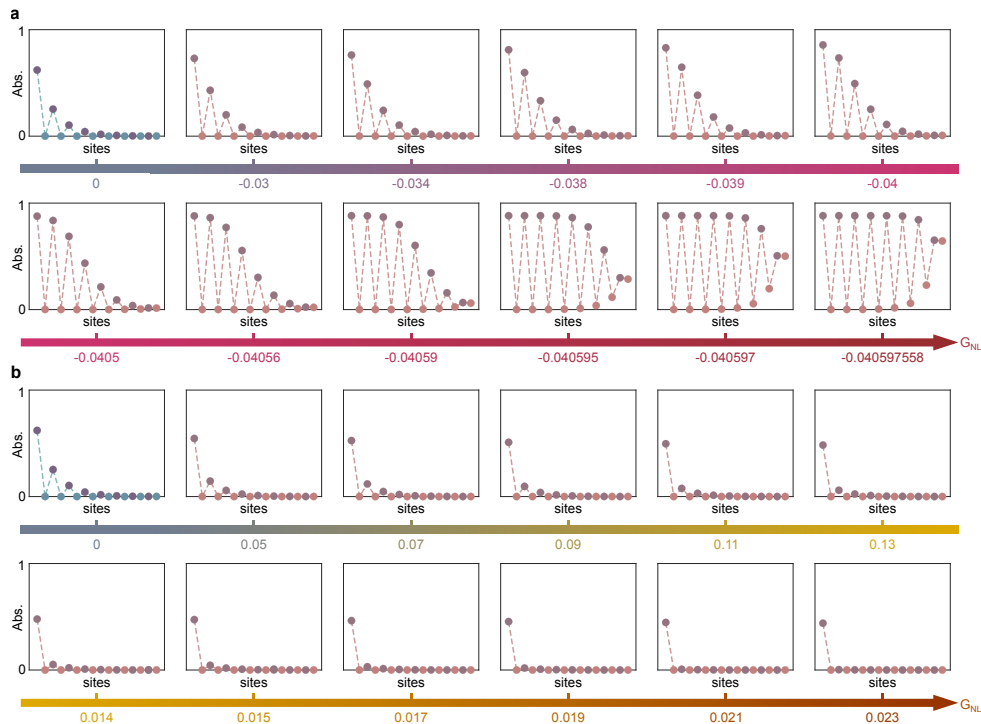 a
1
Abs.
0
sites sites sites sites sites sites
0 -0.03 -0.034 -0.038 -0.039 -0.04
1
Abs.
0
sites sites sites sites sites sites
G_NL
-0.0405 -0.04056 -0.04059 -0.040595 -0.040597 -0.040597558
b
1
Abs.
0
sites sites sites sites sites sites
0 0.05 0.07 0.09 0.11 0.13
1
Abs.
0
sites sites sites sites sites sites
G_NL
0.014 0.015 0.017 0.019 0.021 0.023